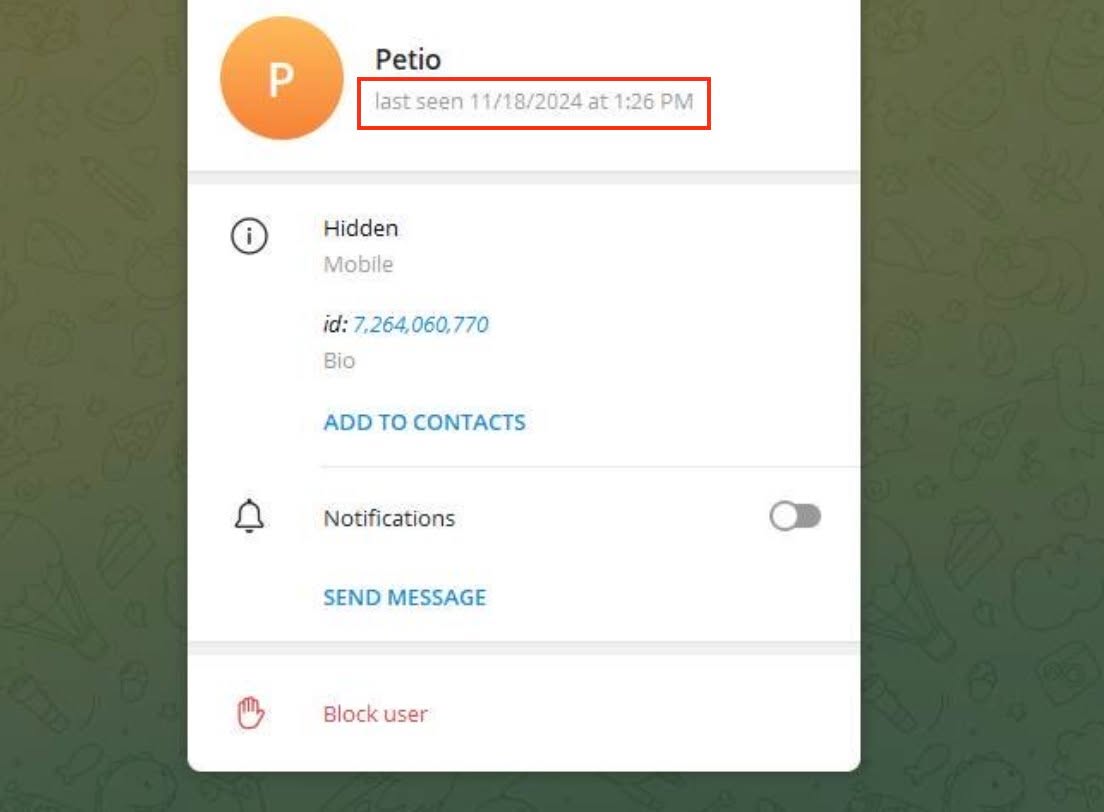 P
Petio
last seen 11/18/2024 at 1:26 PM
Hidden
Mobile
id: 7,264,060,770
Bio
ADD TO CONTACTS
Notifications
SEND MESSAGE
Block user